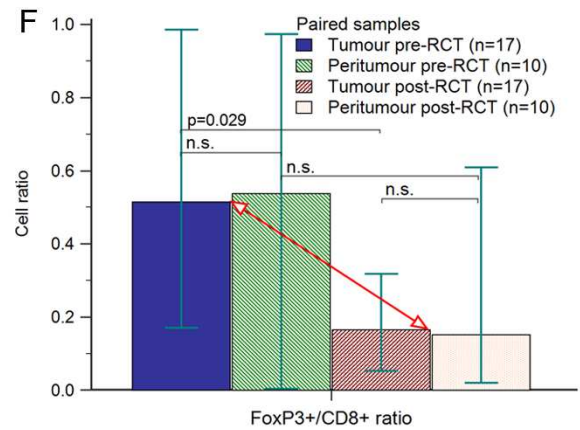 F
Paired samples
Tumour pre-RCT (n=17)
Peritumour pre-RCT (n=10)
Tumour post-RCT (n=17)
Peritumour post-RCT (n=10)
1.0
0.8
0.6
0.4
0.2
0.0
Cell ratio
p=0.029
n.s.
n.s.
n.s.
FoxP3+/CD8+ ratio